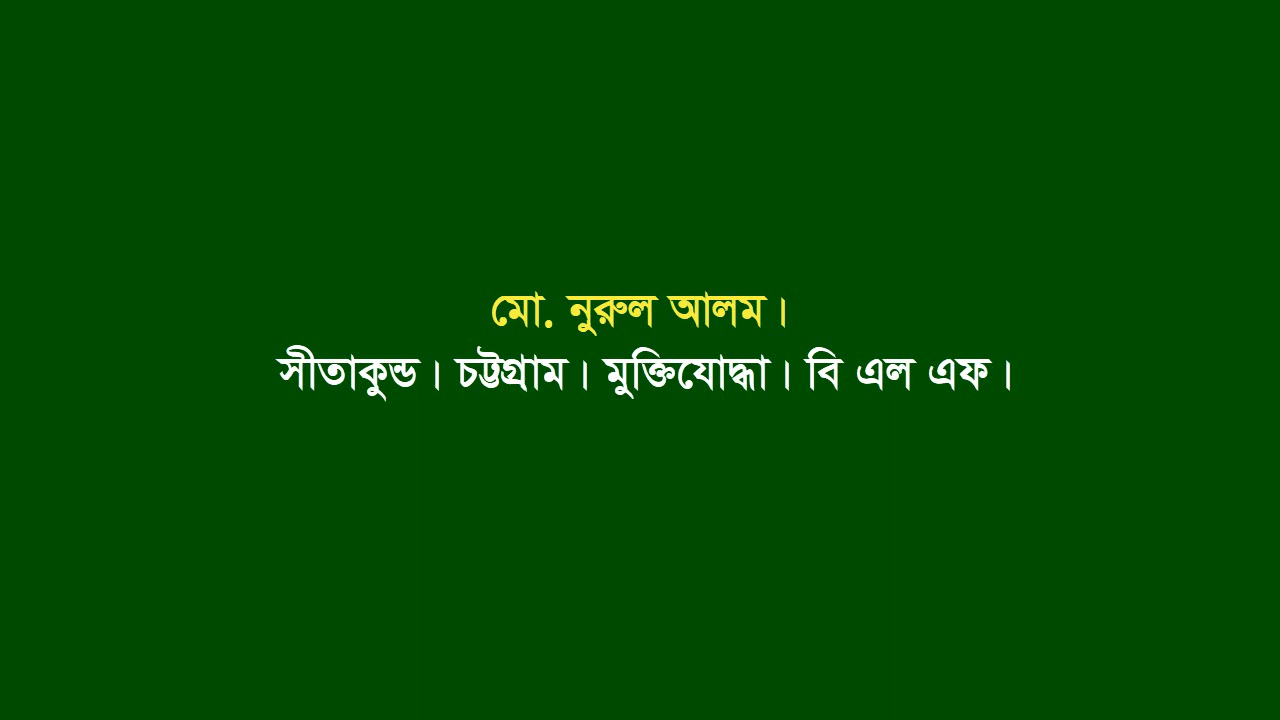 মো. নুরুল আলম।
সীতাকুন্ড। চট্টগ্রাম। মুক্তিযোদ্ধা। বি এল এফ।